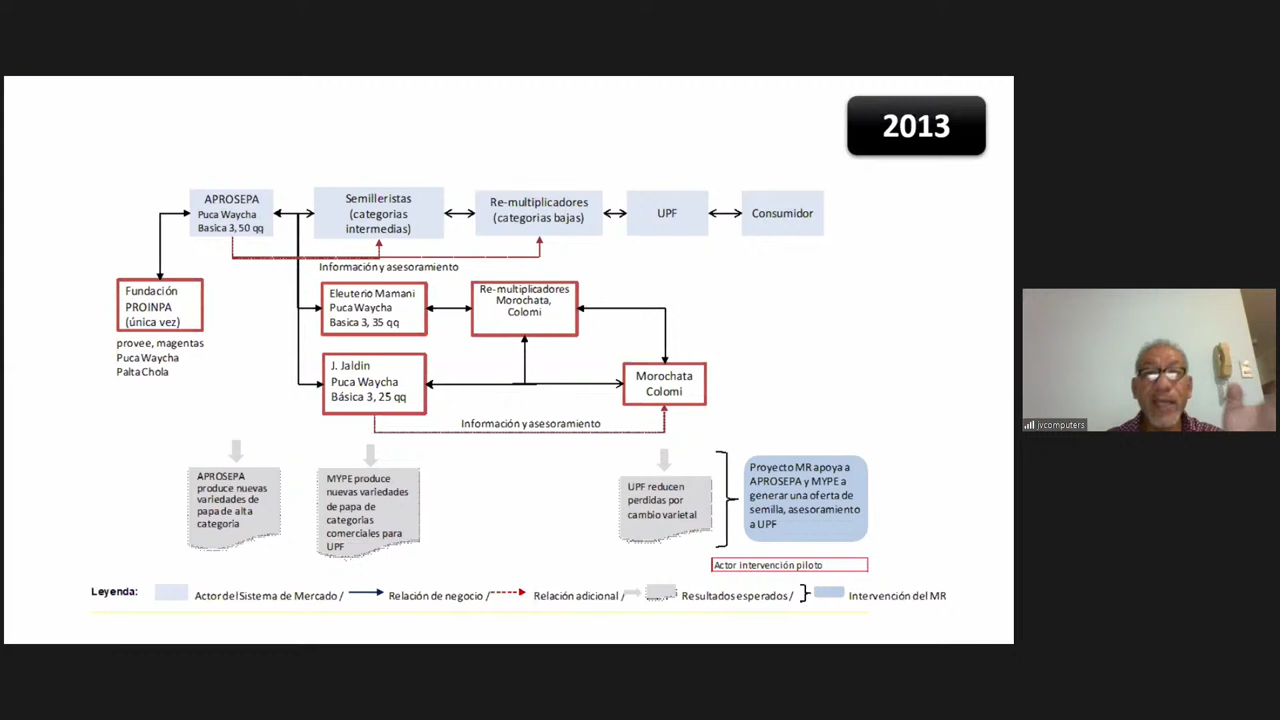 2013
APROSEPA
Puca Waycha
Basica 3, 50 qq
Semilleristas
(categorias
intermedias)
Re-multiplicadores
(categorias bajas)
UPF
Consumidor
Información y asesoramiento
Fundación
PROINPA
(única vez)
provee, magentas
Puca Waycha
Palta Chola
Eleuterio Mamani
Puca Waycha
Basica 3, 35 qq
Re-multiplicadores
Morochata,
Colomi
J. Jaldin
Puca Waycha
Básica 3, 25 qq
Morochata
Colomi
Información y asesoramiento
APROSEPA
produce nuevas
variedades de
papa de alta
categoria
MYPE produce
nuevas variedades
de papa de
categorias
comerciales para
UPF
UPF reducen
perdidas por
cambio varietal
Proyecto MR apoya a
APROSEPA y MYPE a
generar una oferta de
semilla, asesoramiento
a UPF
Actor intervención piloto
Leyenda:
Actor del Sistema de Mercado /
Relación de negocio /
Relación adicional /
Resultados esperados /
Intervención del MR
jvcomputers